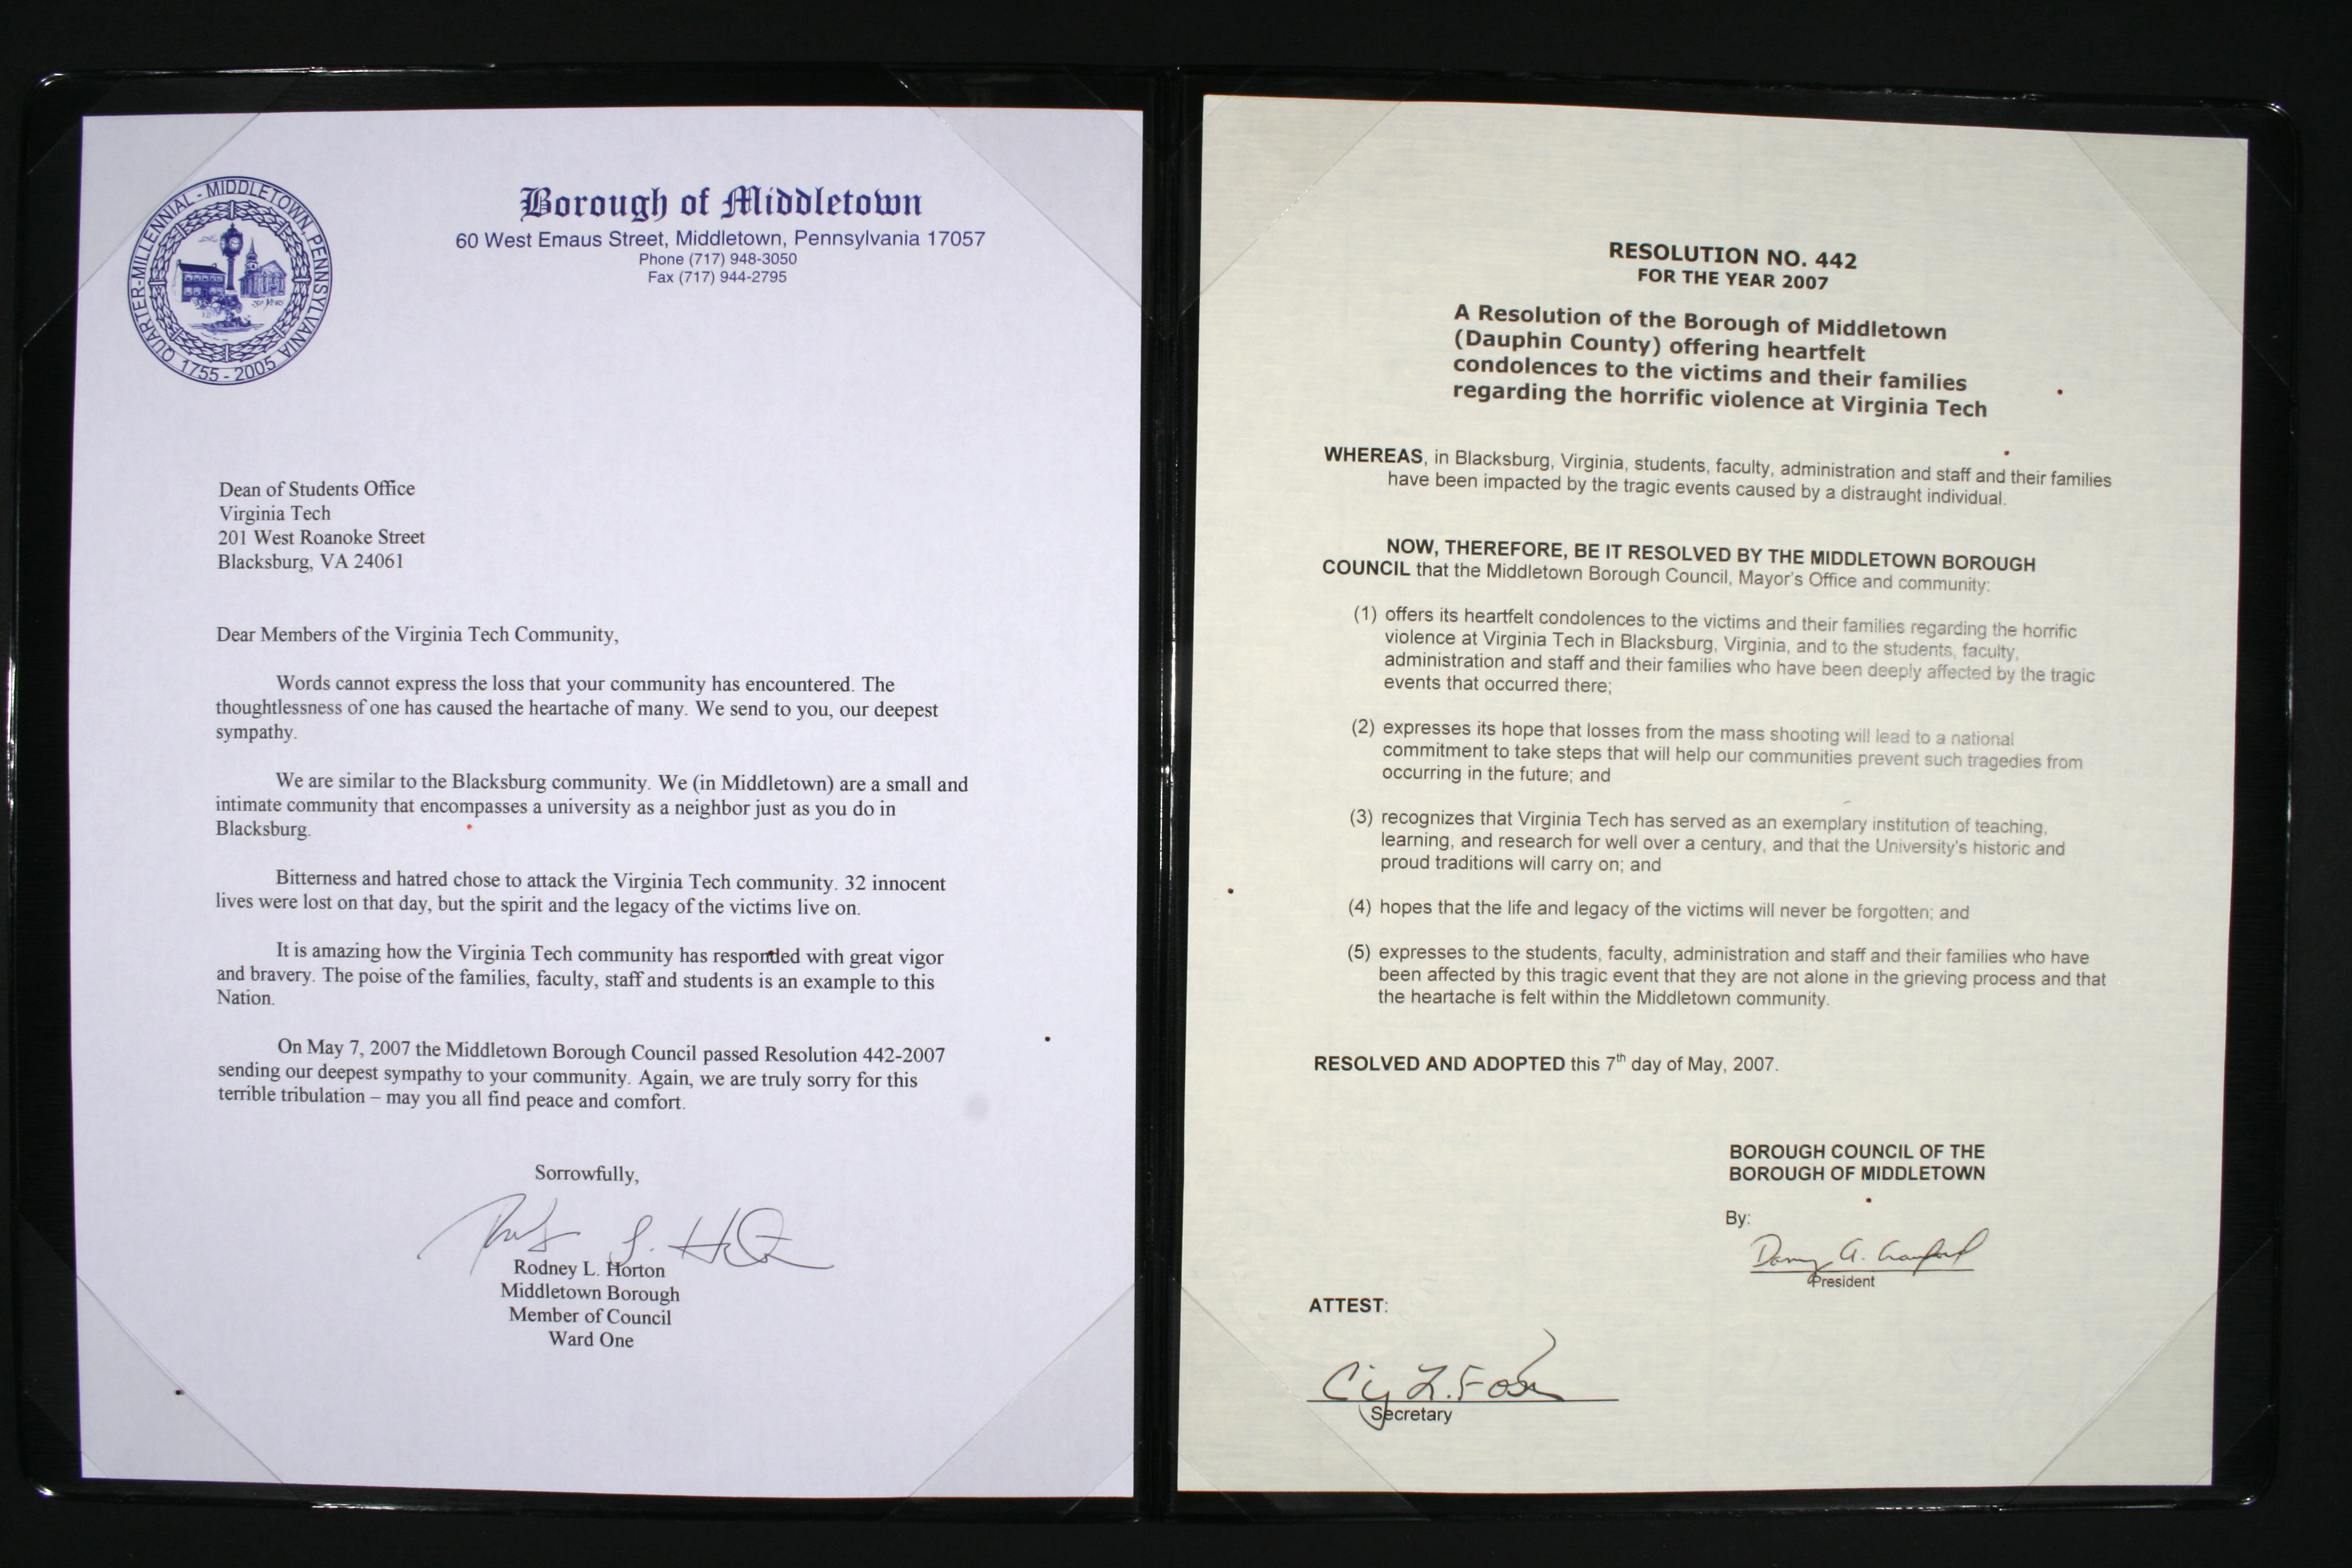 QUARTER-MILLENNIAL - MIDDLETOWN, PENNSYLVANIA
1755 - 2005
Borough of Middletown
60 West Emaus Street, Middletown, Pennsylvania 17057
Phone (717) 948-3050
Fax (717) 944-2795
Dean of Students Office
Virginia Tech
201 West Roanoke Street
Blacksburg, VA 24061
Dear Members of the Virginia Tech Community,
Words cannot express the loss that your community has encountered. The
thoughtlessness of one has caused the heartache of many. We send to you, our deepest
sympathy.
We are similar to the Blacksburg community. We (in Middletown) are a small and
intimate community that encompasses a university as a neighbor just as you do in
Blacksburg.
Bitterness and hatred chose to attack the Virginia Tech community. 32 innocent
lives were lost on that day, but the spirit and the legacy of the victims live on.
It is amazing how the Virginia Tech community has responded with great vigor
and bravery. The poise of the families, faculty, staff and students is an example to this
Nation.
On May 7, 2007 the Middletown Borough Council passed Resolution 442-2007
sending our deepest sympathy to your community. Again, we are truly sorry for this
terrible tribulation – may you all find peace and comfort.
Sorrowfully,
Rodney L. Horton
Middletown Borough
Member of Council
Ward One
RESOLUTION NO. 442
FOR THE YEAR 2007
A Resolution of the Borough of Middletown
(Dauphin County) offering heartfelt
condolences to the victims and their families
regarding the horrific violence at Virginia Tech
WHEREAS, in Blacksburg, Virginia, students, faculty, administration and staff and their families
have been impacted by the tragic events caused by a distraught individual.
NOW, THEREFORE, BE IT RESOLVED BY THE MIDDLETOWN BOROUGH
COUNCIL that the Middletown Borough Council, Mayor's Office and community:
(1) offers its heartfelt condolences to the victims and their families regarding the horrific
violence at Virginia Tech in Blacksburg, Virginia, and to the students, faculty,
administration and staff and their families who have been deeply affected by the tragic
events that occurred there;
(2) expresses its hope that losses from the mass shooting will lead to a national
commitment to take steps that will help our communities prevent such tragedies from
occurring in the future; and
(3) recognizes that Virginia Tech has served as an exemplary institution of teaching,
learning, and research for well over a century, and that the University's historic and
proud traditions will carry on; and
(4) hopes that the life and legacy of the victims will never be forgotten; and
(5) expresses to the students, faculty, administration and staff and their families who have
been affected by this tragic event that they are not alone in the grieving process and that
the heartache is felt within the Middletown community.
RESOLVED AND ADOPTED this 7th day of May, 2007.
BOROUGH COUNCIL OF THE
BOROUGH OF MIDDLETOWN
By:
President
ATTEST:
Secretary